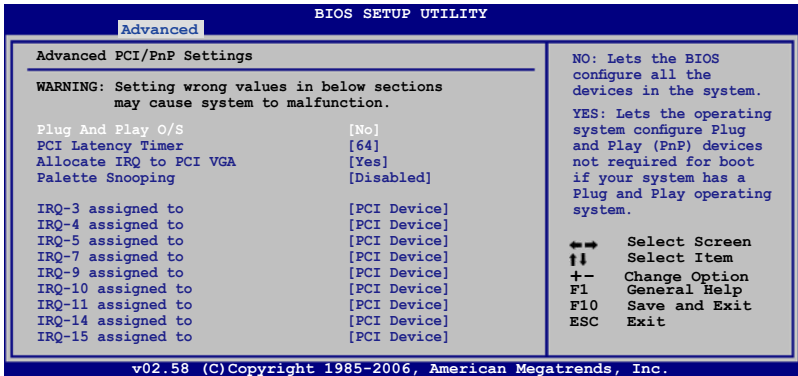 BIOS SETUP UTILITY
Advanced
Advanced PCI/PnP Settings
WARNING: Setting wrong values in below sections
may cause system to malfunction.
Plug And Play O/S [No]
PCI Latency Timer [64]
Allocate IRQ to PCI VGA [Yes]
Palette Snooping [Disabled]
IRQ-3 assigned to [PCI Device]
IRQ-4 assigned to [PCI Device]
IRQ-5 assigned to [PCI Device]
IRQ-7 assigned to [PCI Device]
IRQ-9 assigned to [PCI Device]
IRQ-10 assigned to [PCI Device]
IRQ-11 assigned to [PCI Device]
IRQ-14 assigned to [PCI Device]
IRQ-15 assigned to [PCI Device]
NO: Lets the BIOS
configure all the
devices in the system.
YES: Lets the operating
system configure Plug
and Play (PnP) devices
not required for boot
if your system has a
Plug and Play operating
system.
←→ Select Screen
↑↓ Select Item
+- Change Option
F1 General Help
F10 Save and Exit
ESC Exit
v02.58 (C)Copyright 1985-2006, American Megatrends, Inc.